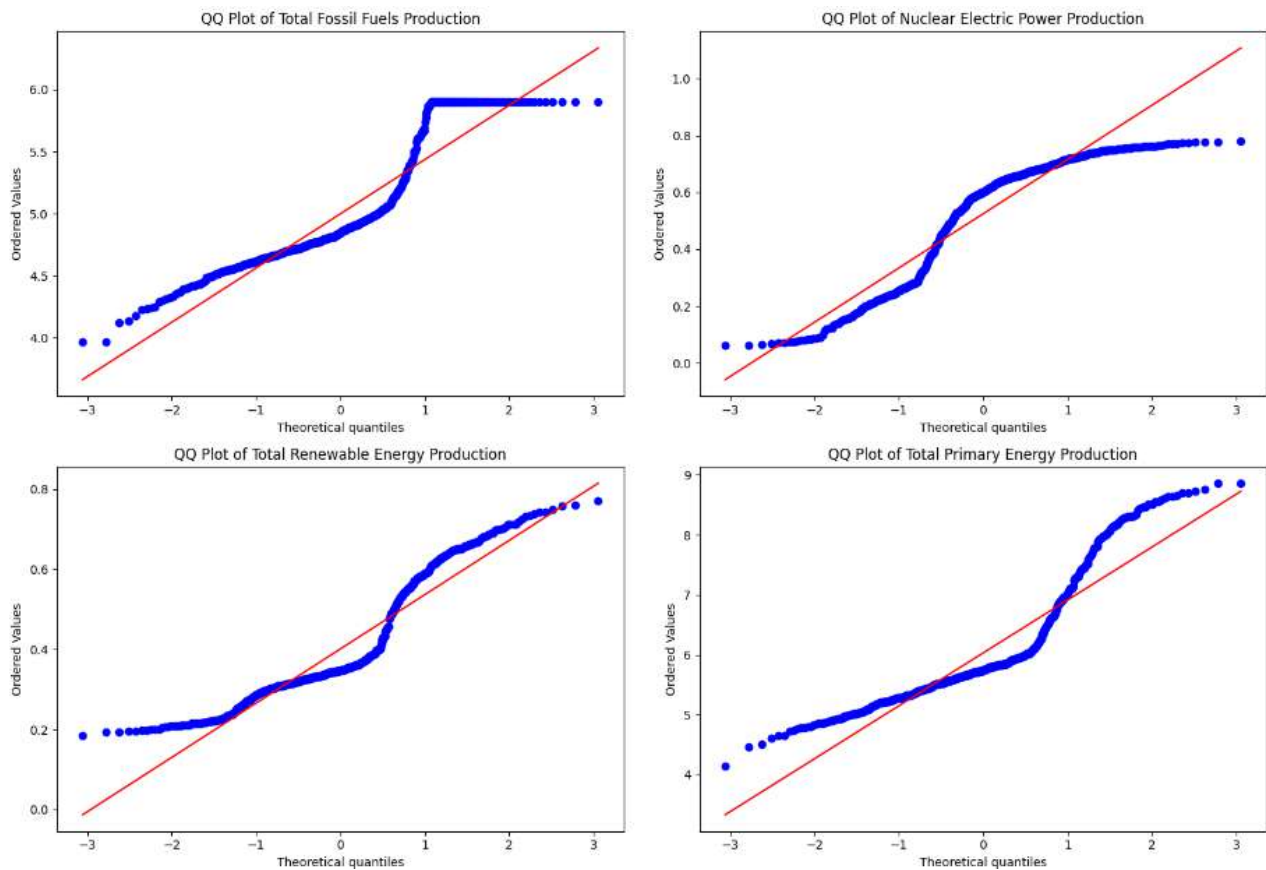 QQ Plot of Total Fossil Fuels Production
6.0
5.5
5.0
4.5
4.0
Ordered Values
−3 −2 −1 0 1 2 3
Theoretical quantiles
QQ Plot of Nuclear Electric Power Production
1.0
0.8
0.6
0.4
0.2
0.0
Ordered Values
−3 −2 −1 0 1 2 3
Theoretical quantiles
QQ Plot of Total Renewable Energy Production
0.8
0.6
0.4
0.2
0.0
Ordered Values
−3 −2 −1 0 1 2 3
Theoretical quantiles
QQ Plot of Total Primary Energy Production
9
8
7
6
5
4
Ordered Values
−3 −2 −1 0 1 2 3
Theoretical quantiles